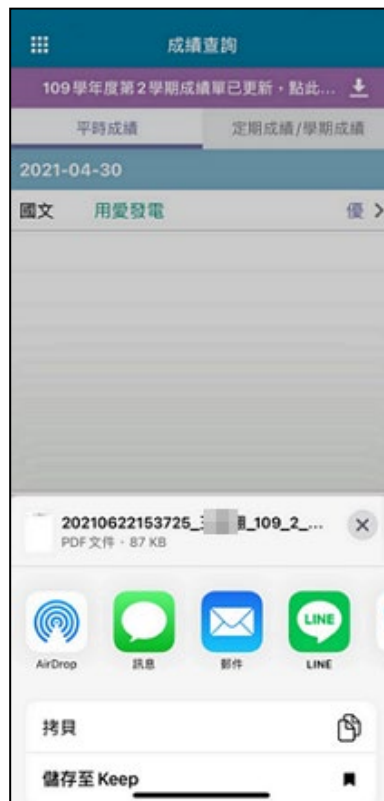 成績查詢
109學年度第2學期成績單已更新，點此...
平時成績 定期成績/學期成績
2021-04-30
國文 用愛發電 優
20210622153725_ _109_2_...
PDF文件・87 KB
AirDrop 訊息 郵件 LINE
拷貝
儲存至 Keep